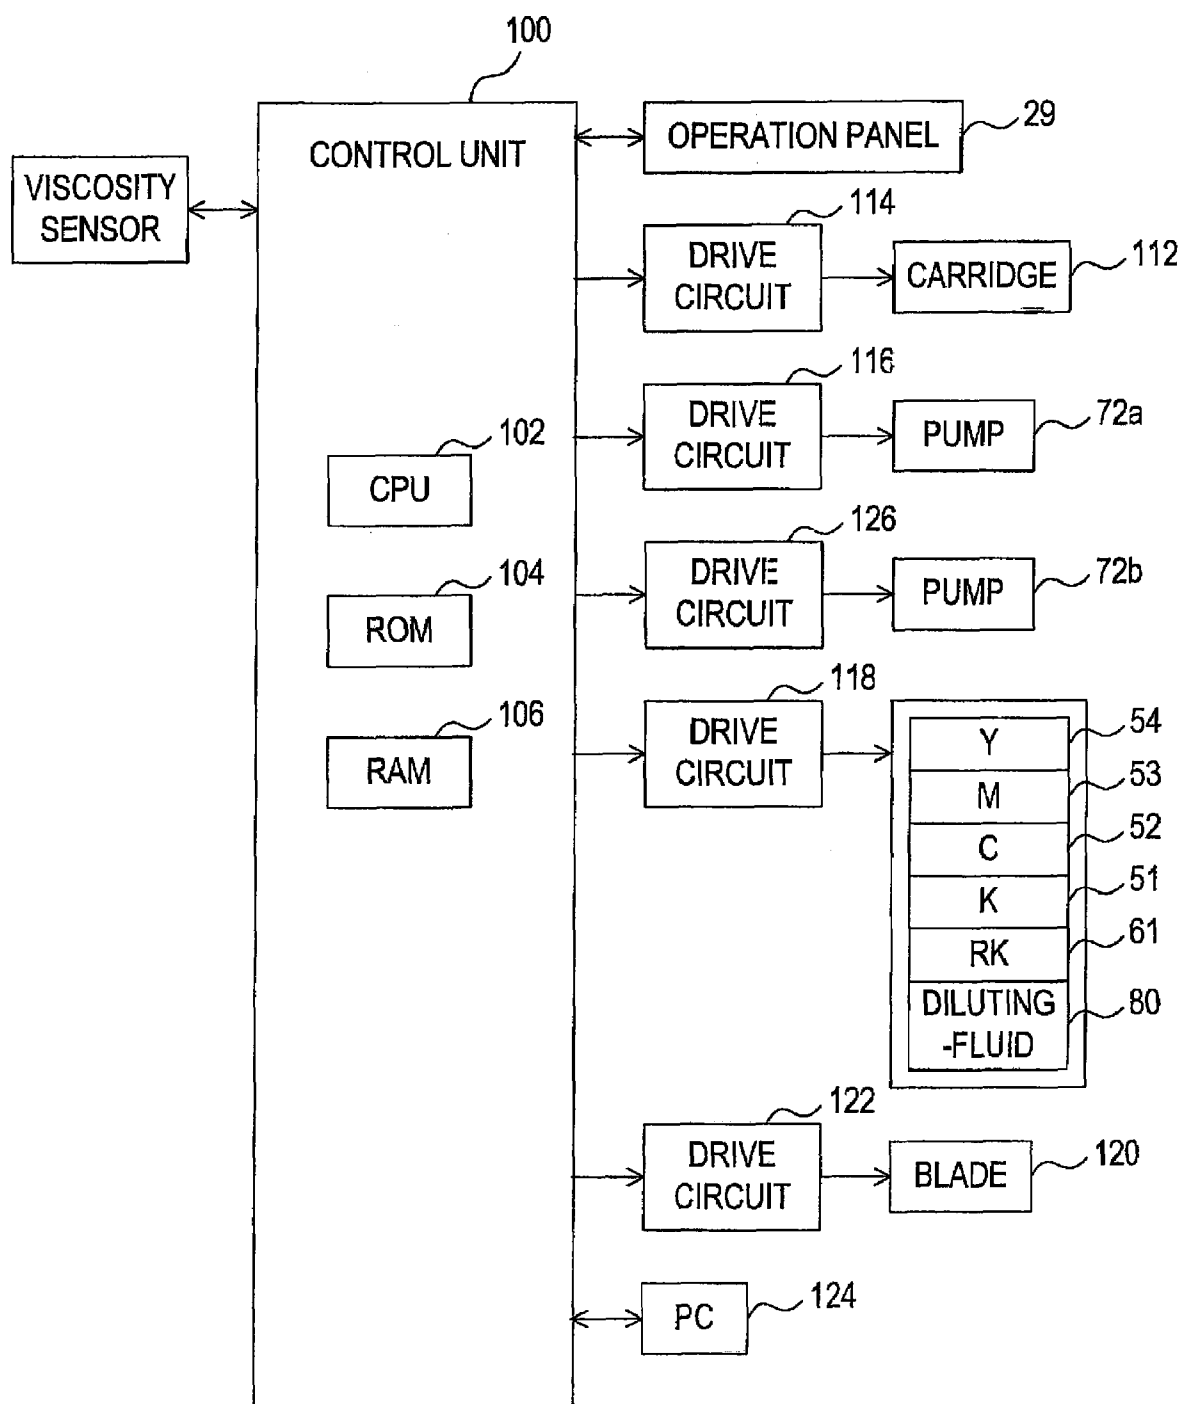 100
CONTROL UNIT
VISCOSITY
SENSOR
102
CPU
104
ROM
106
RAM
OPERATION PANEL
29
114
DRIVE
CIRCUIT
CARRIDGE
112
116
DRIVE
CIRCUIT
PUMP
72a
126
DRIVE
CIRCUIT
PUMP
72b
118
DRIVE
CIRCUIT
Y
54
M
53
C
52
K
51
RK
61
DILUTING
-FLUID
80
122
DRIVE
CIRCUIT
BLADE
120
PC
124